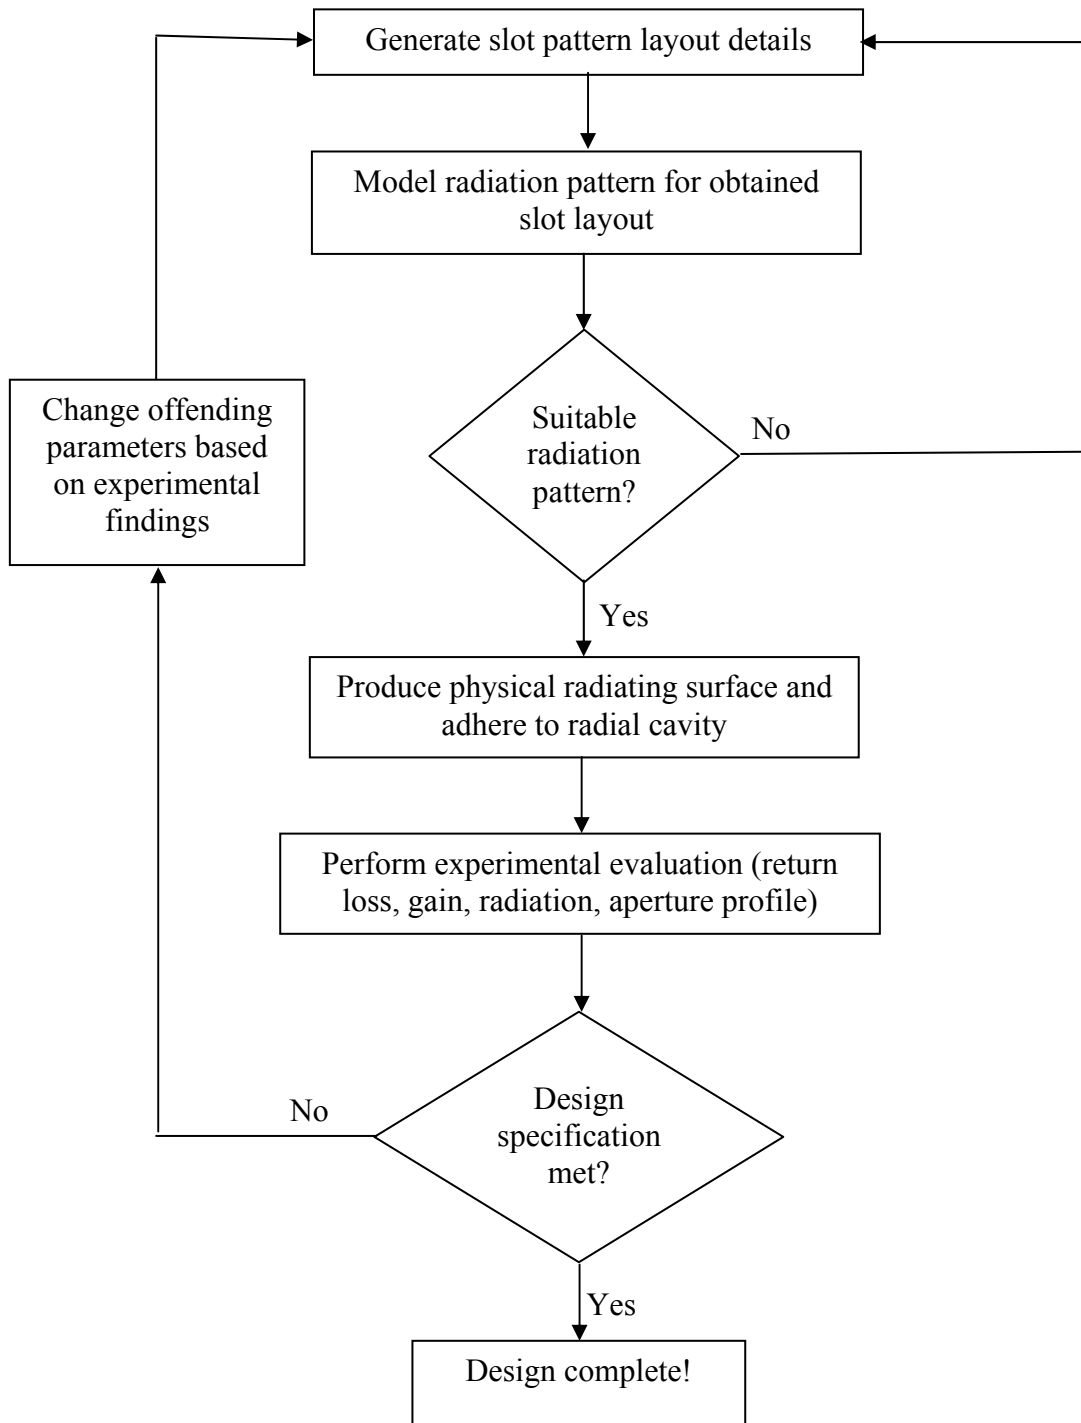 Generate slot pattern layout details
Model radiation pattern for obtained
slot layout
Change offending
parameters based
on experimental
findings
Suitable
radiation
pattern?
No
Yes
Produce physical radiating surface and
adhere to radial cavity
Perform experimental evaluation (return
loss, gain, radiation, aperture profile)
No
Design
specification
met?
Yes
Design complete!